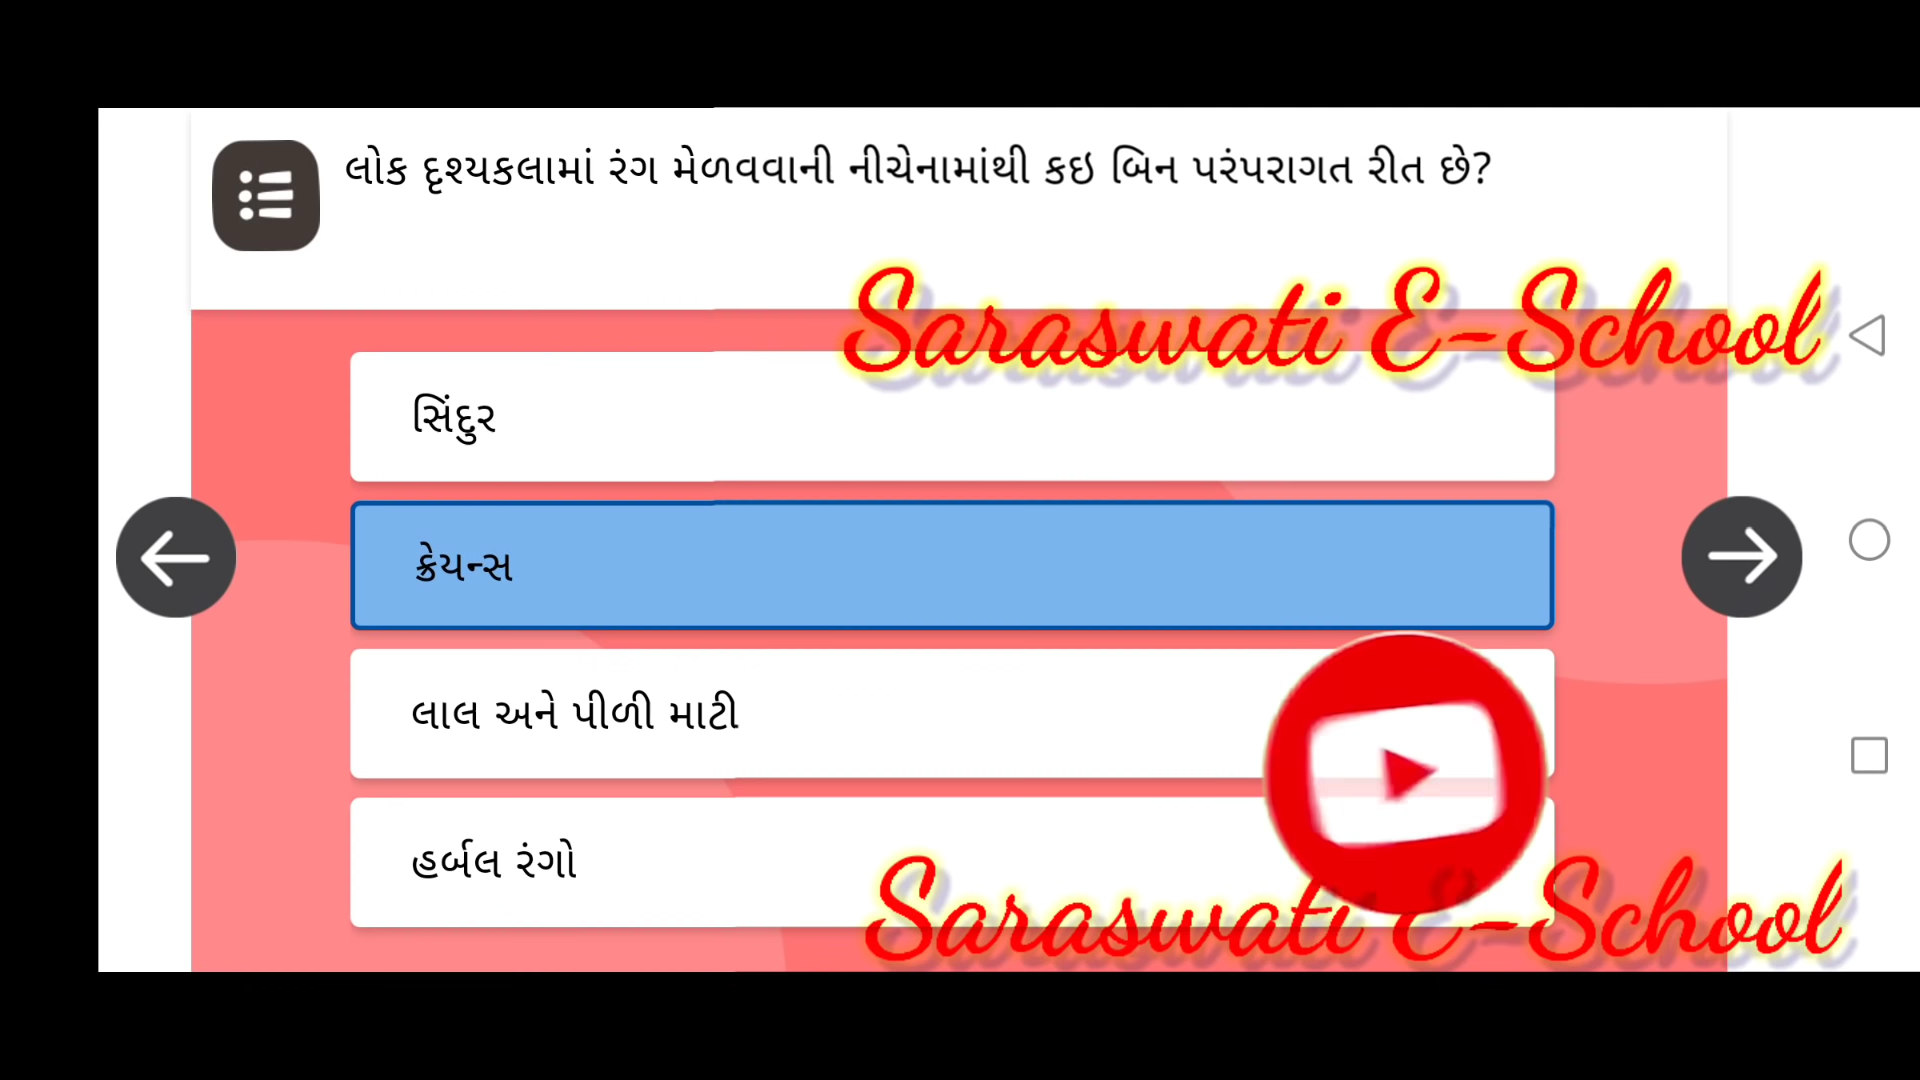 લોક દૃશ્યકલામાં રંગ મેળવવાની નીચેનામાંથી કઇ બિન પરંપરાગત રીત છે?
Saraswati E-School
સિંદુર
ક્રેયન્સ
લાલ અને પીળી માટી
હર્બલ રંગો
Saraswati E-School